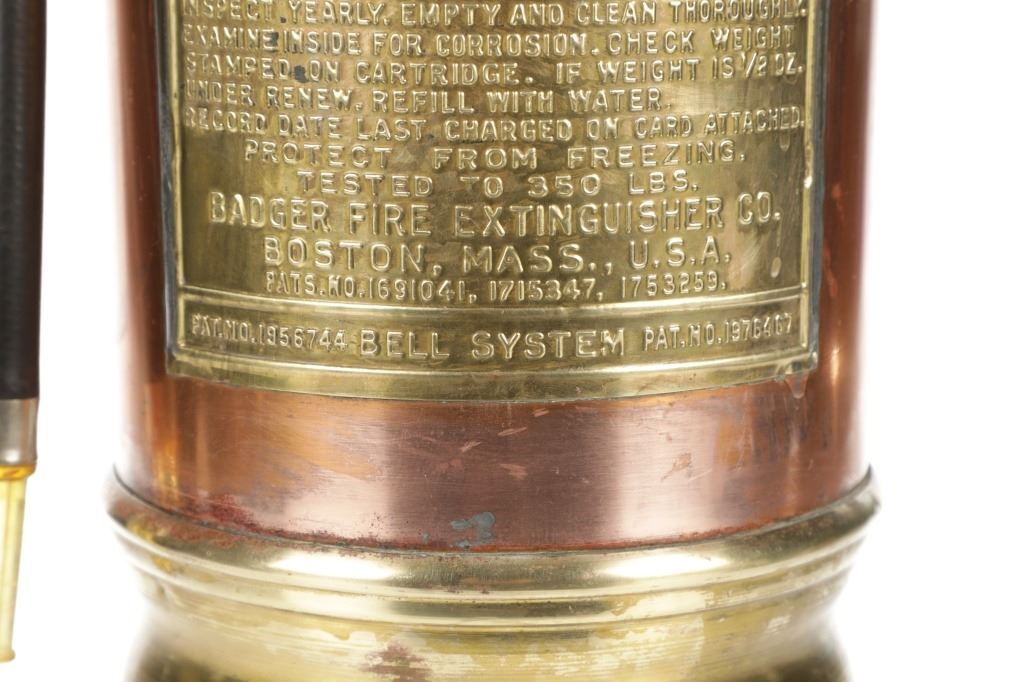 INSPECT YEARLY. EMPTY AND CLEAN THOROUGHLY.
EXAMINE INSIDE FOR CORROSION. CHECK WEIGHT
STAMPED ON CARTRIDGE. IF WEIGHT IS 1/2 OZ.
UNDER RENEW. REFILL WITH WATER.
RECORD DATE LAST CHARGED ON CARD ATTACHED.
PROTECT FROM FREEZING.
TESTED TO 350 LBS.
BADGER FIRE EXTINGUISHER CO.
BOSTON, MASS., U.S.A.
PATS. NO. 1691041, 1715347, 1753259.
PAT. NO. 1956744 BELL SYSTEM PAT. NO. 1976467